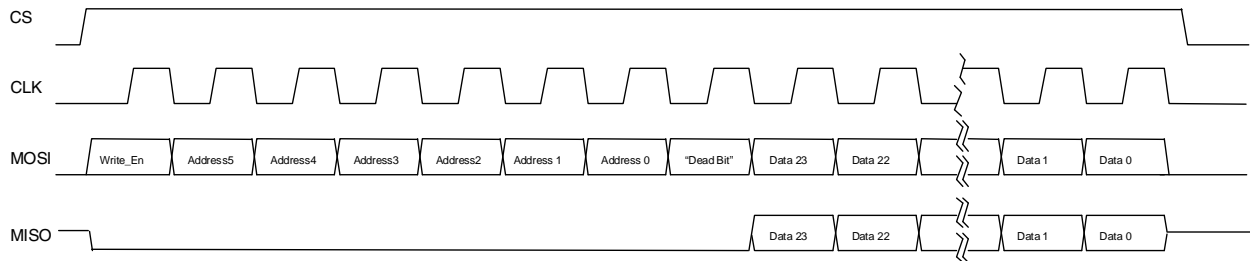 CS
CLK
MOSI Write_En Address5 Address4 Address3 Address2 Address 1 Address 0 “Dead Bit” Data 23 Data 22 Data 1 Data 0
MISO Data 23 Data 22 Data 1 Data 0